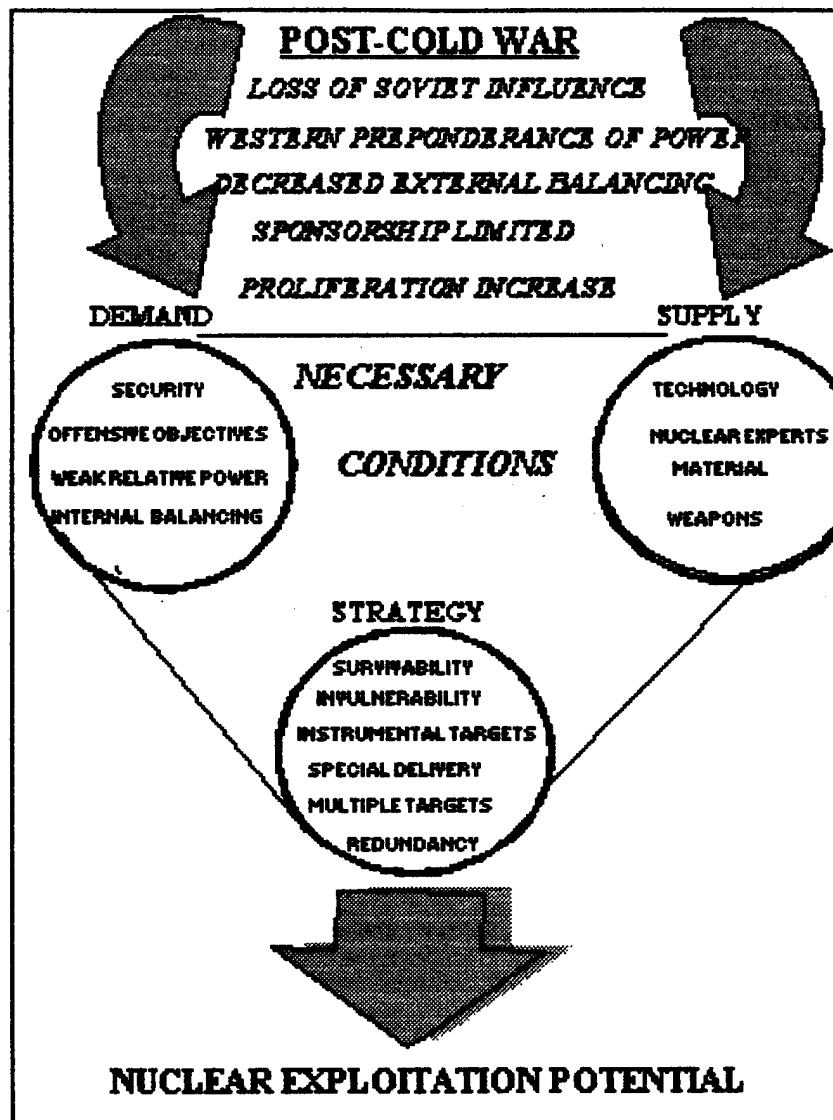 POST-COLD WAR
LOSS OF SOVIET INFLUENCE
WESTERN PREPONDERANCE OF POWER
DECREASED EXTERNAL BALANCING
SPONSORSHIP LIMITED
PROLIFERATION INCREASE
DEMAND
SUPPLY
SECURITY
OFFENSIVE OBJECTIVES
WEAK RELATIVE POWER
INTERNAL BALANCING
NECESSARY
CONDITIONS
TECHNOLOGY
NUCLEAR EXPERTS
MATERIAL
WEAPONS
STRATEGY
SURVIVABILITY
INVULNERABILITY
INSTRUMENTAL TARGETS
SPECIAL DELIVERY
MULTIPLE TARGETS
REDUNDANCY
NUCLEAR EXPLOITATION POTENTIAL